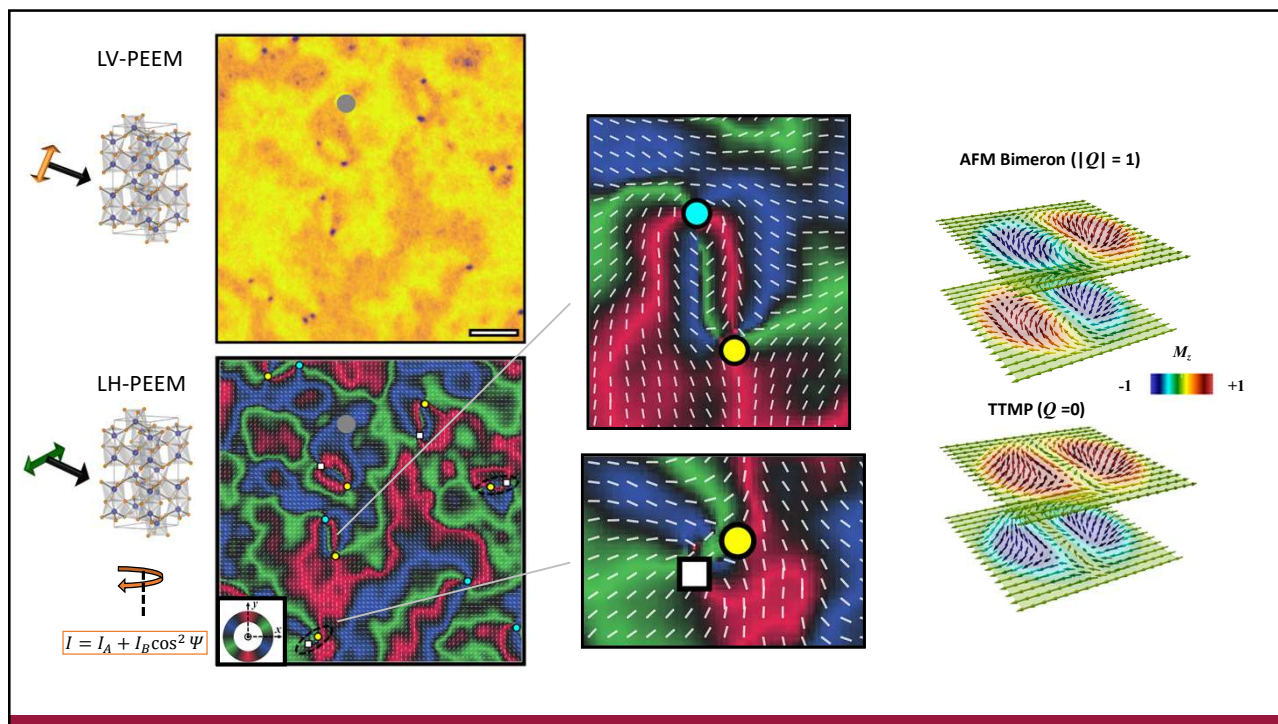 LV-PEEM
LH-PEEM
I = I_A + I_B cos² Ψ
y
x
AFM Bimeron (|Q| = 1)
M_z
-1
+1
TTMP (Q =0)